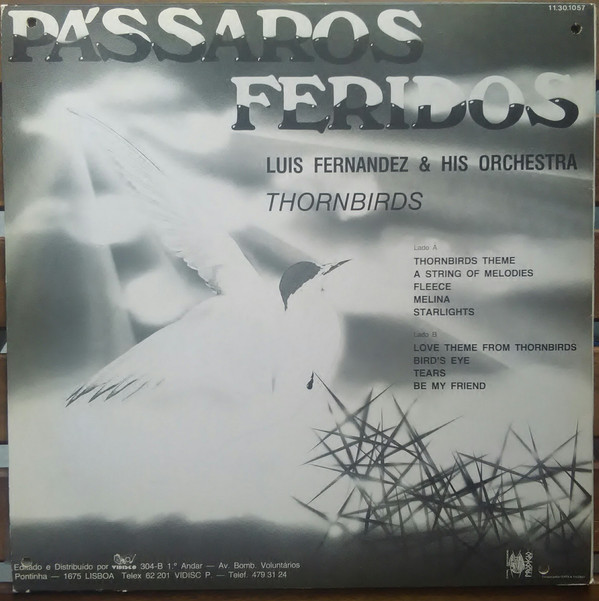 11.30.1057
PÁSSAROS
FERIDOS
LUIS FERNANDEZ & HIS ORCHESTRA
THORNBIRDS
Lado A
THORNBIRDS THEME
A STRING OF MELODIES
FLEECE
MELINA
STARLIGHTS
Lado B
LOVE THEME FROM THORNBIRDS
BIRD'S EYE
TEARS
BE MY FRIEND
Editado e Distribuido por VIDISCO 304-B 1.º Andar — Av. Bomb. Voluntários
Pontinha — 1675 LISBOA Telex 62 201 VIDISC P — Telef. 479 31 24